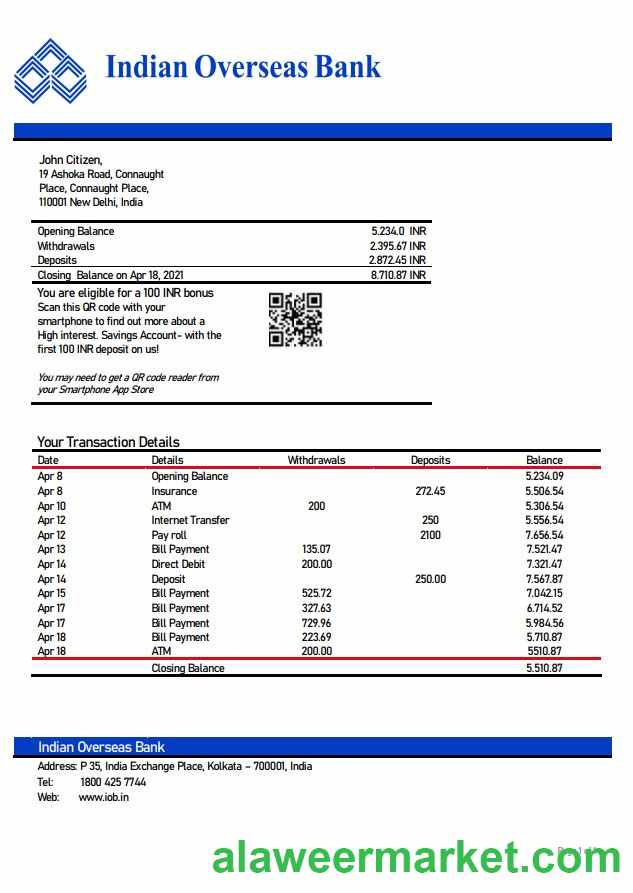 Indian Overseas Bank
John Citizen,
19 Ashoka Road, Connaught
Place, Connaught Place,
110001 New Delhi, India
Opening Balance 5.234.0 INR
Withdrawals 2.395.67 INR
Deposits 2.872.45 INR
Closing Balance on Apr 18, 2021 8.710.87 INR
You are eligible for a 100 INR bonus
Scan this QR code with your
smartphone to find out more about a
High interest. Savings Account- with the
first 100 INR deposit on us!
You may need to get a QR code reader from
your Smartphone App Store
Your Transaction Details
Date Details Withdrawals Deposits Balance
Apr 8 Opening Balance 5.234.09
Apr 8 Insurance 272.45 5.506.54
Apr 10 ATM 200 5.306.54
Apr 12 Internet Transfer 250 5.556.54
Apr 12 Pay roll 2100 7.656.54
Apr 13 Bill Payment 135.07 7.521.47
Apr 14 Direct Debit 200.00 7.321.47
Apr 14 Deposit 250.00 7.567.87
Apr 15 Bill Payment 525.72 7.042.15
Apr 17 Bill Payment 327.63 6.714.52
Apr 17 Bill Payment 729.96 5.984.56
Apr 18 Bill Payment 223.69 5.710.87
Apr 18 ATM 200.00 5510.87
Closing Balance 5.510.87
Indian Overseas Bank
Address: P 35, India Exchange Place, Kolkata – 700001, India
Tel: 1800 425 7744
Web: www.iob.in
alaweermarket.com